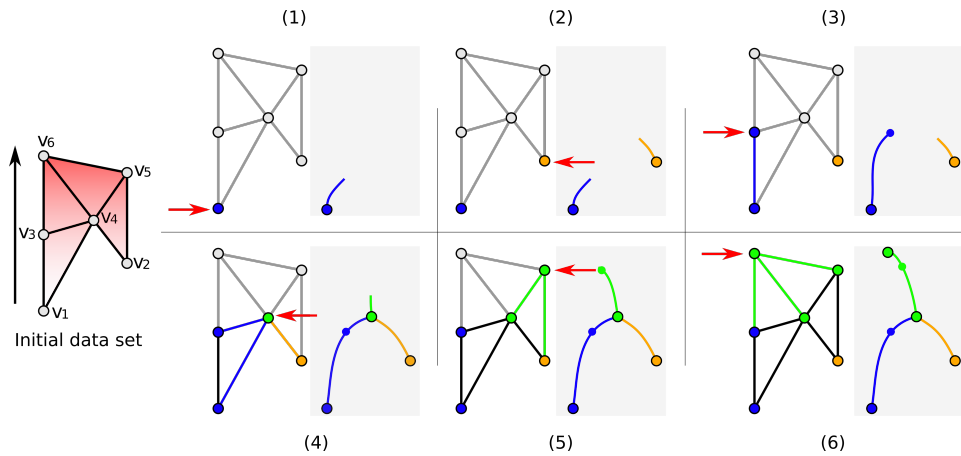 (1) (2) (3)
v6
v5
v4
v3
v2
v1
Initial data set
(4) (5) (6)